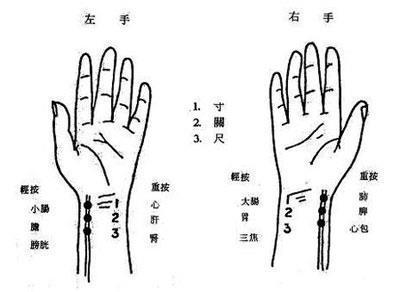 左 手
右 手
1. 寸
2. 關
3. 尺
輕按
重按
小腸
1
心
膽
2
肝
膀胱
3
腎
輕按
重按
大腸
肺
胃
2
脾
三焦
3
心包